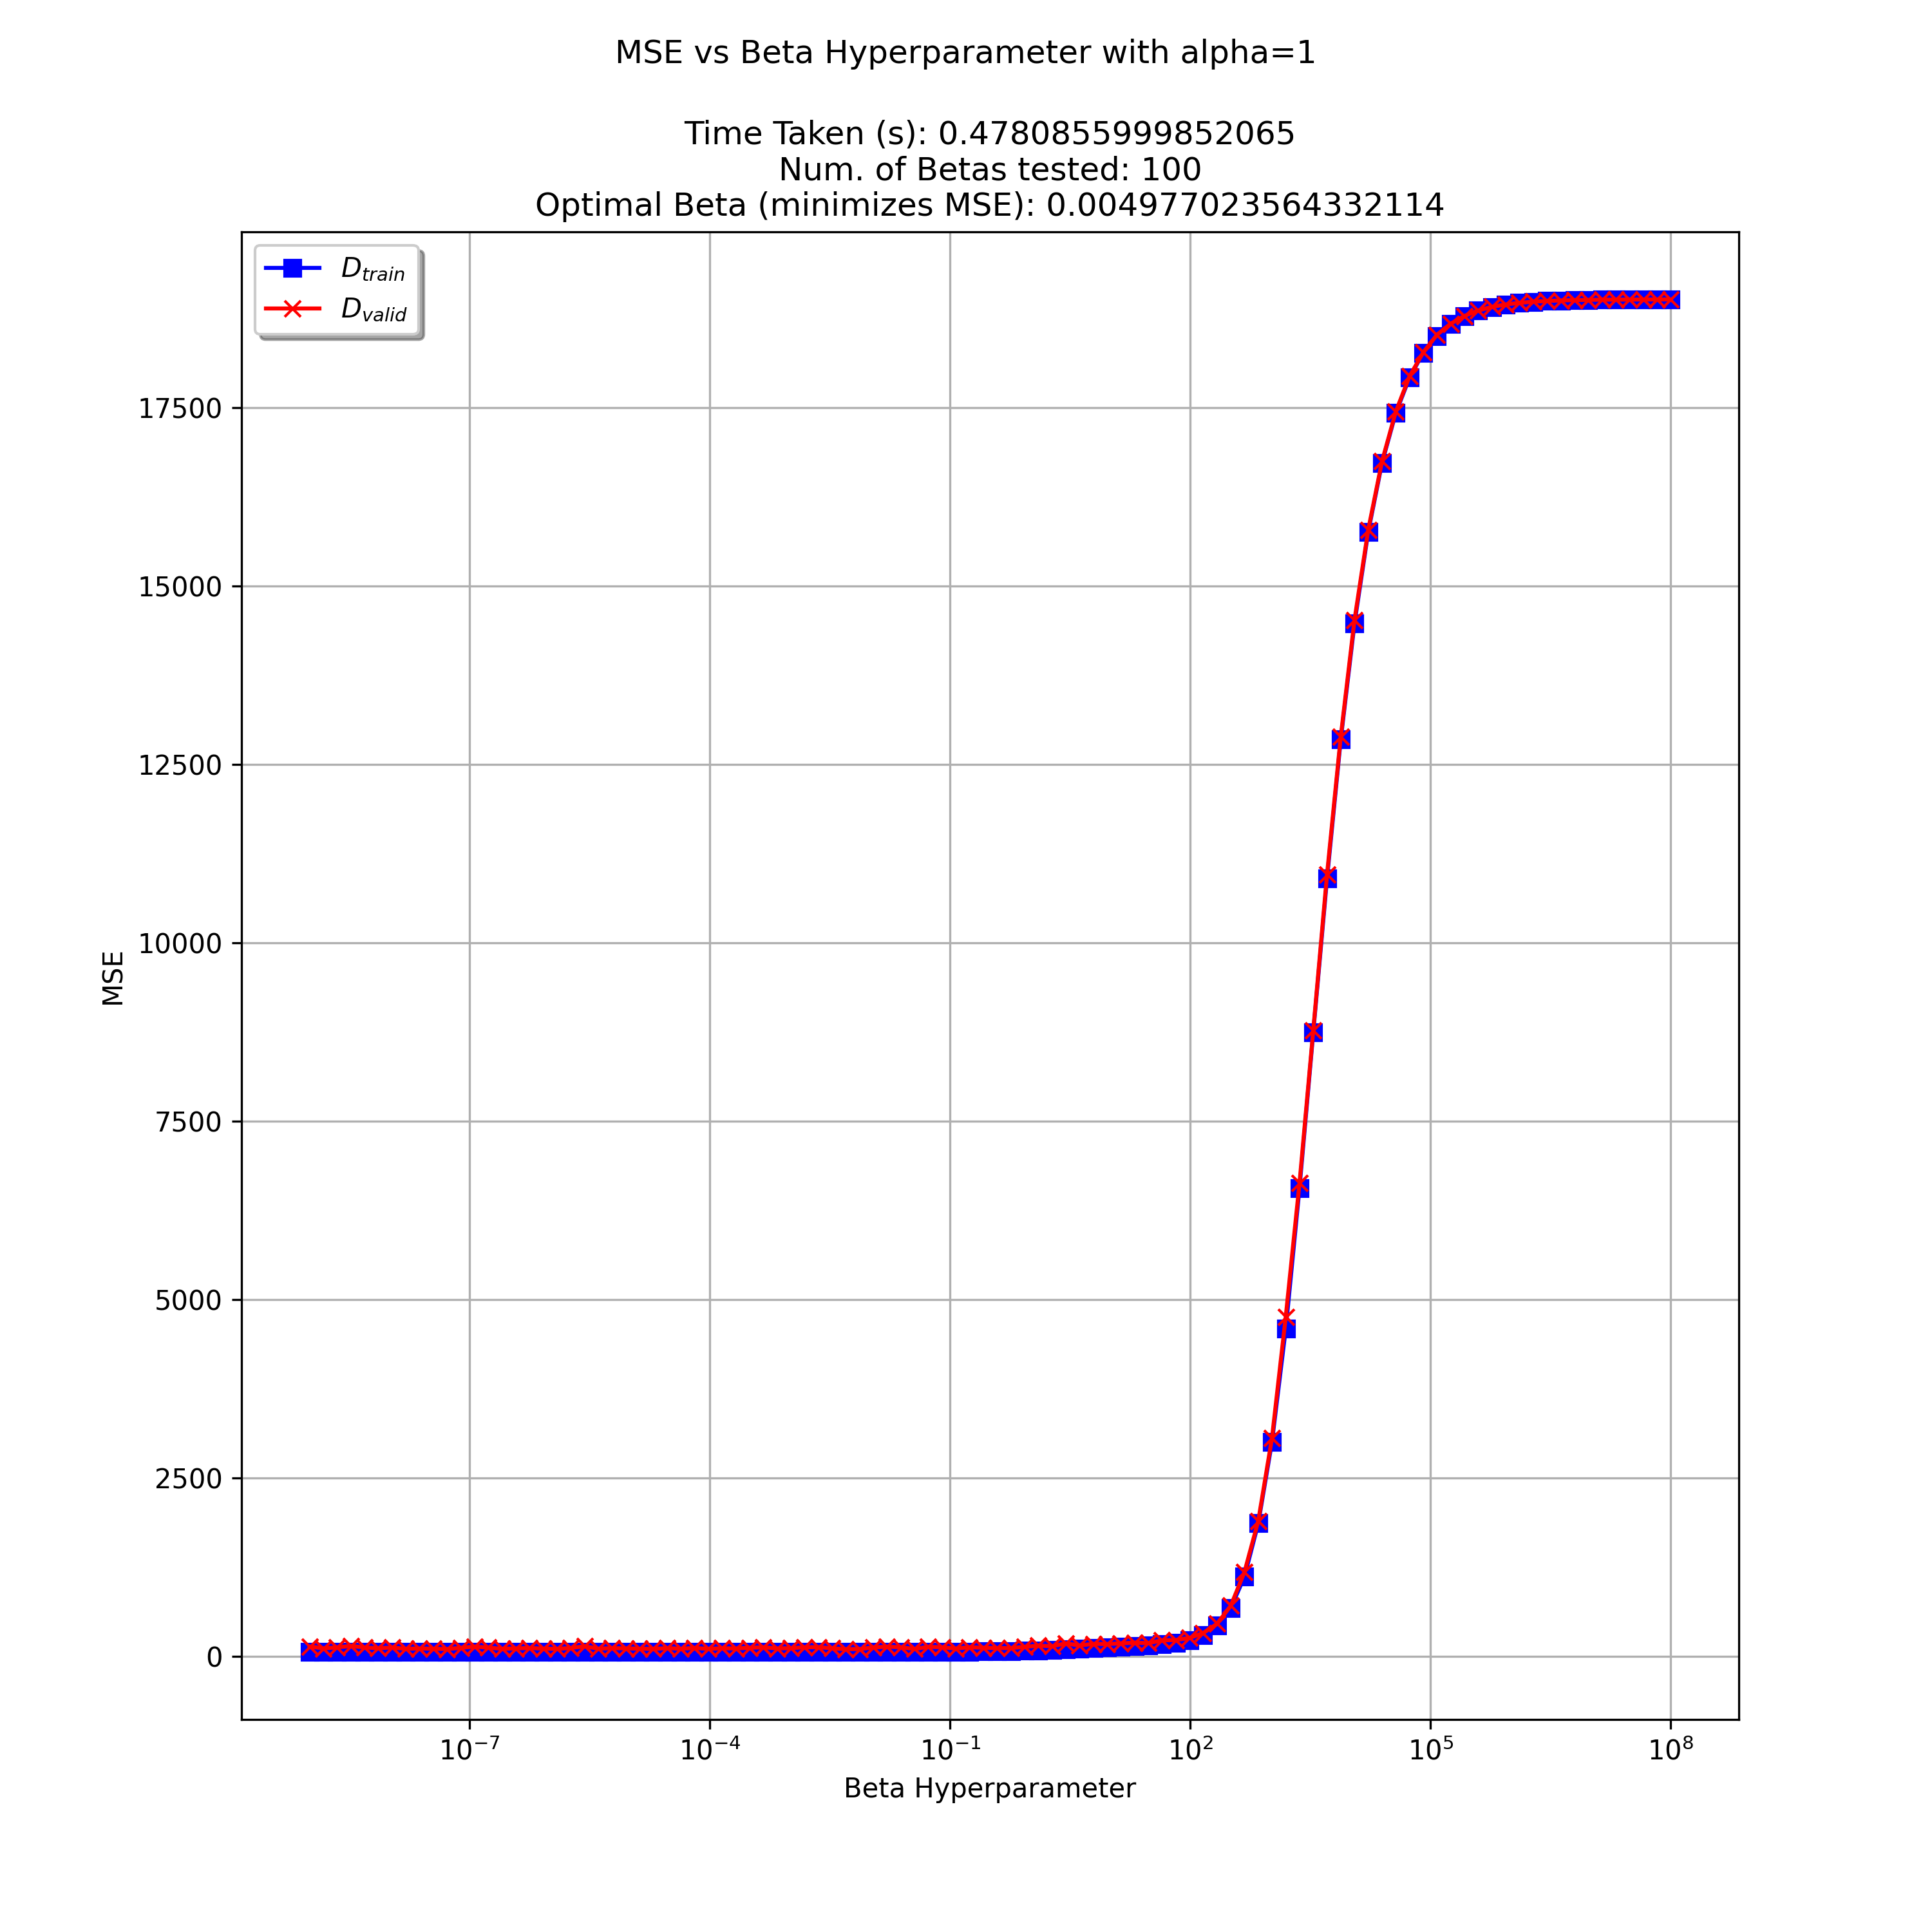 MSE vs Beta Hyperparameter with alpha=1
Time Taken (s): 0.4780855999852065
Num. of Betas tested: 100
Optimal Beta (minimizes MSE): 0.004977023564332114
D_train
D_valid
17500
15000
12500
10000
7500
5000
2500
0
MSE
10^−7 10^−4 10^−1 10^2 10^5 10^8
Beta Hyperparameter